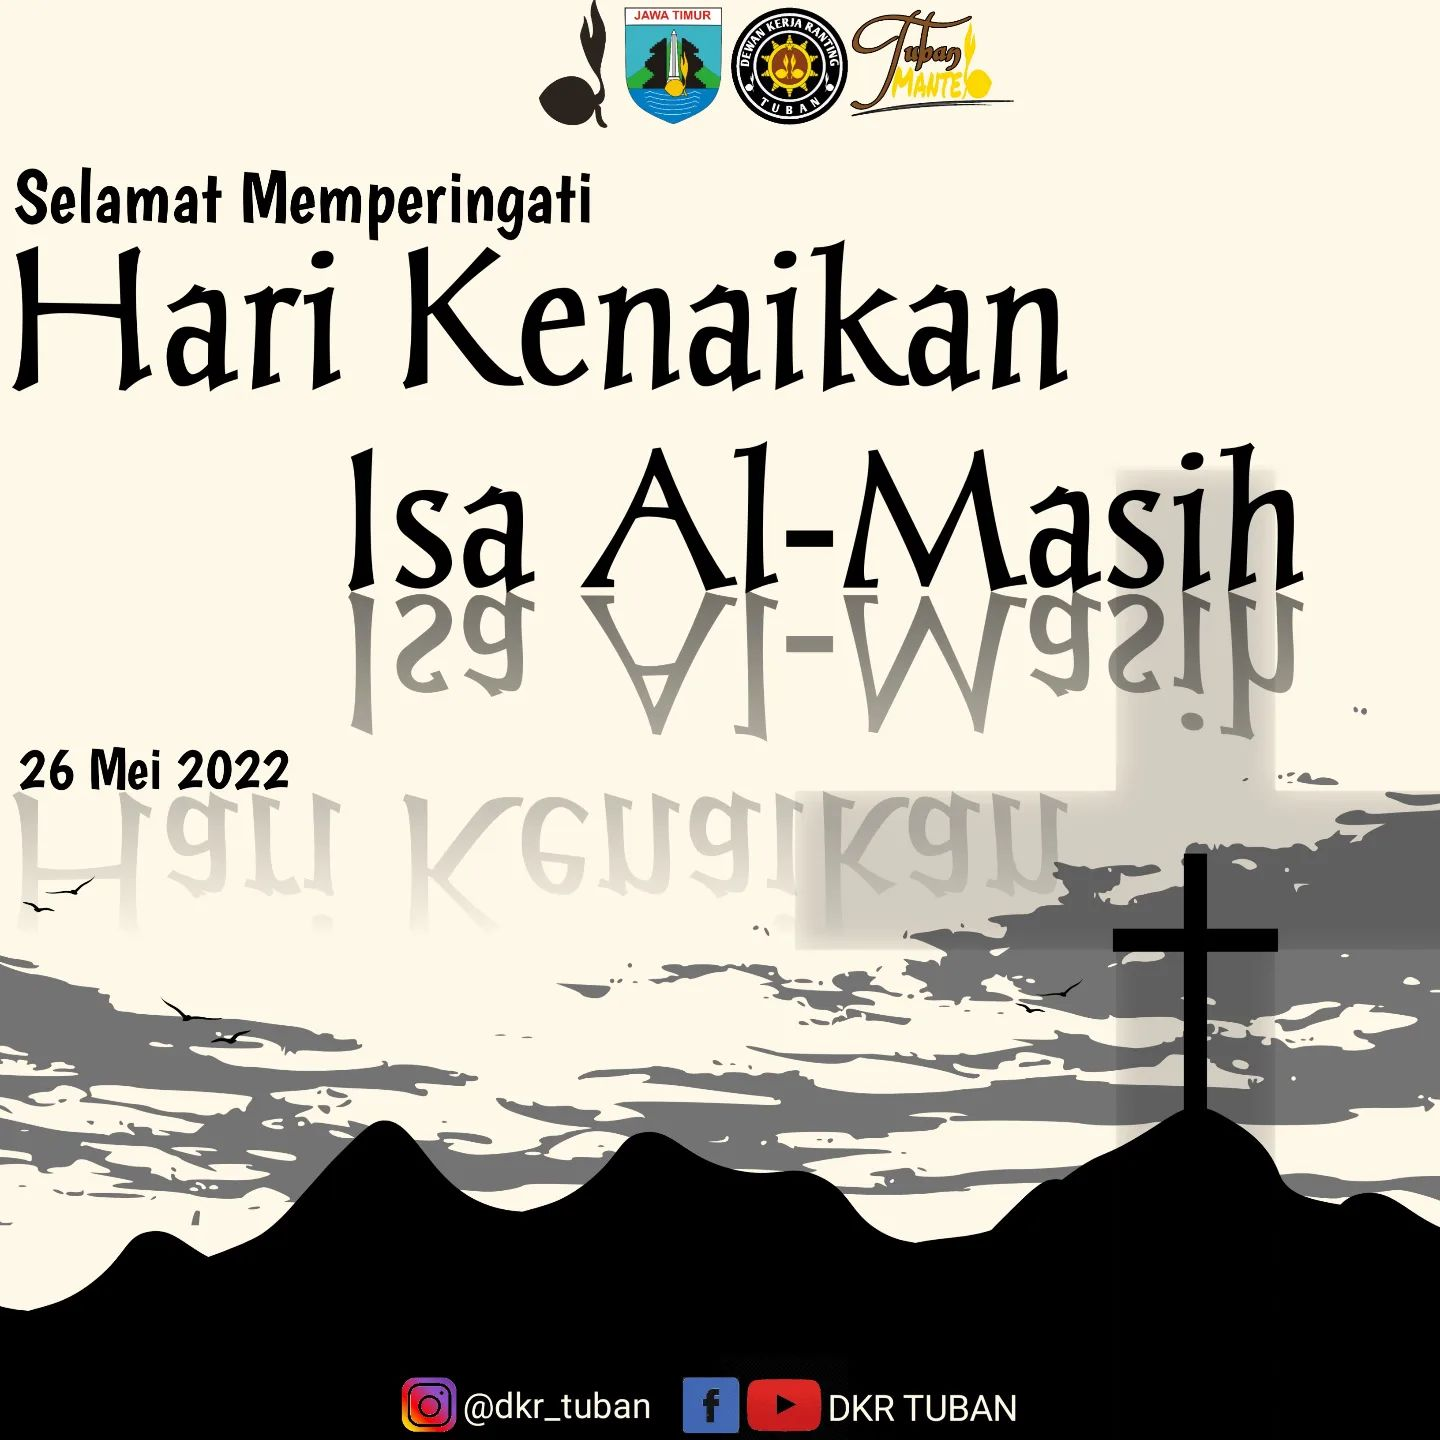 JAWA TIMUR
DEWAN KERJA RANTING
TUBAN
Tuban
MANTEB
Selamat Memperingati
Hari Kenaikan
Isa Al-Masih
26 Mei 2022
@dkr_tuban
DKR TUBAN